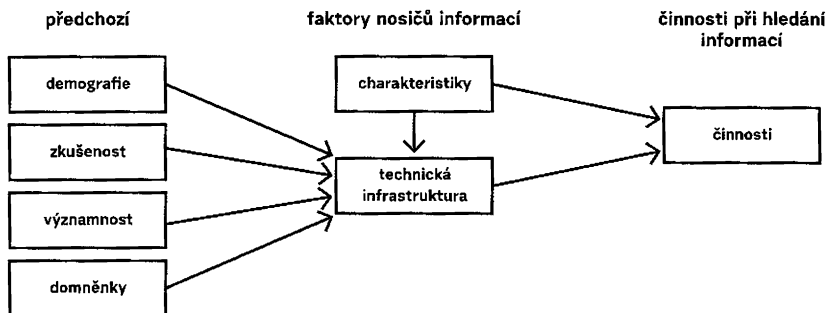 předchozí
faktory nosičů informací
činnosti při hledání
informací
demografie
zkušenost
významnost
domněnky
charakteristiky
technická
infrastruktura
činnosti